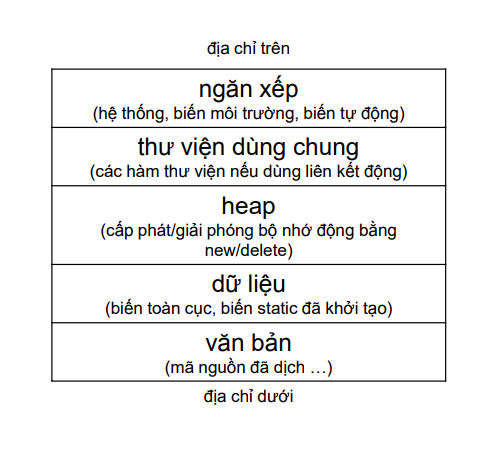 địa chỉ trên
ngăn xếp
(hệ thống, biến môi trường, biến tự động)
thư viện dùng chung
(các hàm thư viện nếu dùng liên kết động)
heap
(cấp phát/giải phóng bộ nhớ động bằng
new/delete)
dữ liệu
(biến toàn cục, biến static đã khởi tạo)
văn bản
(mã nguồn đã dịch …)
địa chỉ dưới